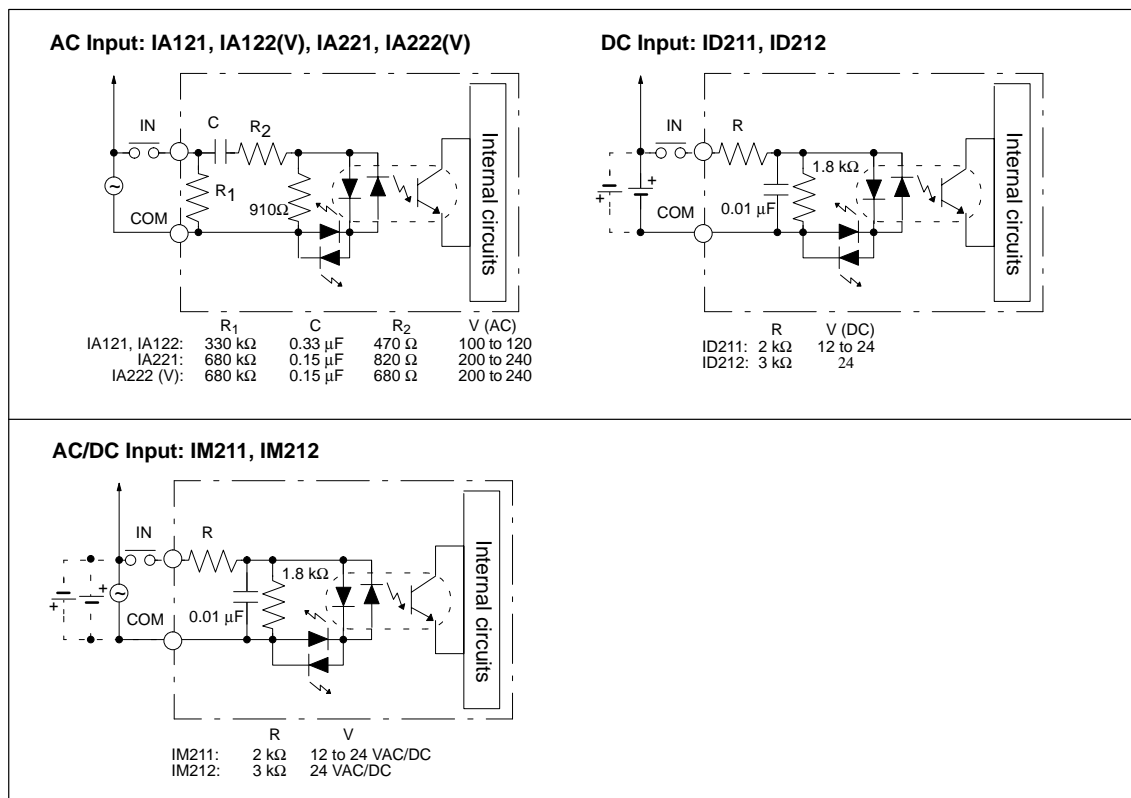 AC Input: IA121, IA122(V), IA221, IA222(V)
IN
C
R2
R1
910Ω
COM
Internal circuits
R1 C R2 V (AC)
IA121, IA122: 330 kΩ 0.33 μF 470 Ω 100 to 120
IA221: 680 kΩ 0.15 μF 820 Ω 200 to 240
IA222 (V): 680 kΩ 0.15 μF 680 Ω 200 to 240
DC Input: ID211, ID212
IN
R
1.8 kΩ
0.01 μF
+
+
COM
Internal circuits
R V (DC)
ID211: 2 kΩ 12 to 24
ID212: 3 kΩ 24
AC/DC Input: IM211, IM212
IN
R
1.8 kΩ
0.01 μF
+
+
COM
Internal circuits
R V
IM211: 2 kΩ 12 to 24 VAC/DC
IM212: 3 kΩ 24 VAC/DC